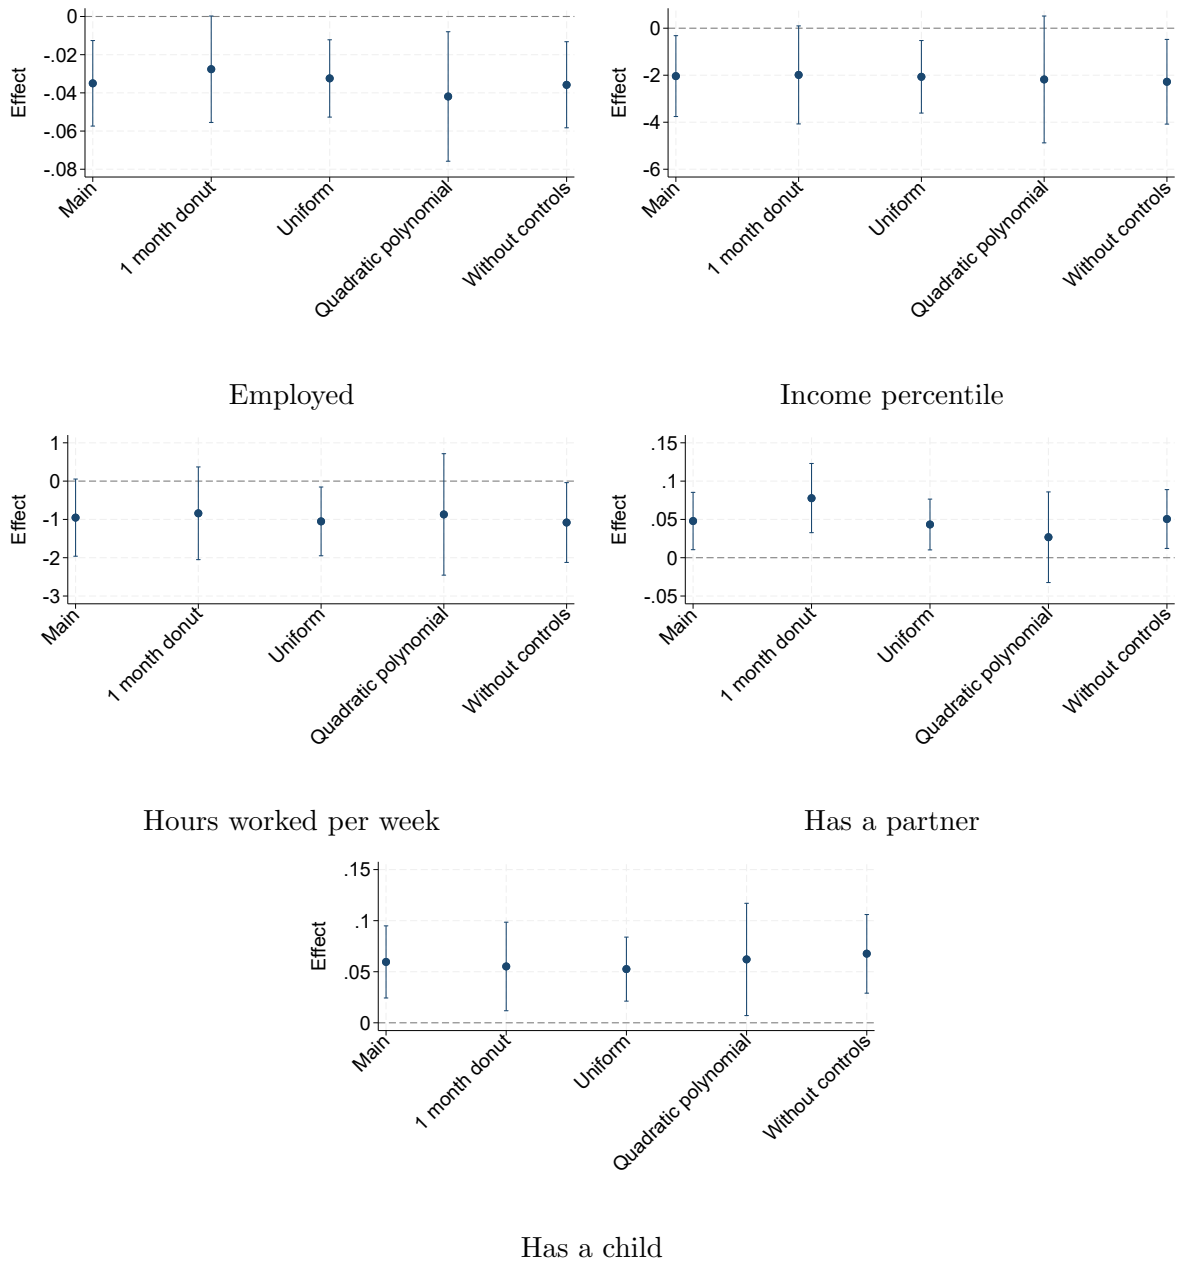 0
-.02
-.04
-.06
-.08
Effect
Main
1 month donut
Uniform
Quadratic polynomial
Without controls
Employed
0
-2
-4
-6
Effect
Main
1 month donut
Uniform
Quadratic polynomial
Without controls
Income percentile
1
0
-1
-2
-3
Effect
Main
1 month donut
Uniform
Quadratic polynomial
Without controls
Hours worked per week
.15
.1
.05
0
-.05
Effect
Main
1 month donut
Uniform
Quadratic polynomial
Without controls
Has a partner
.15
.1
.05
0
Effect
Main
1 month donut
Uniform
Quadratic polynomial
Without controls
Has a child